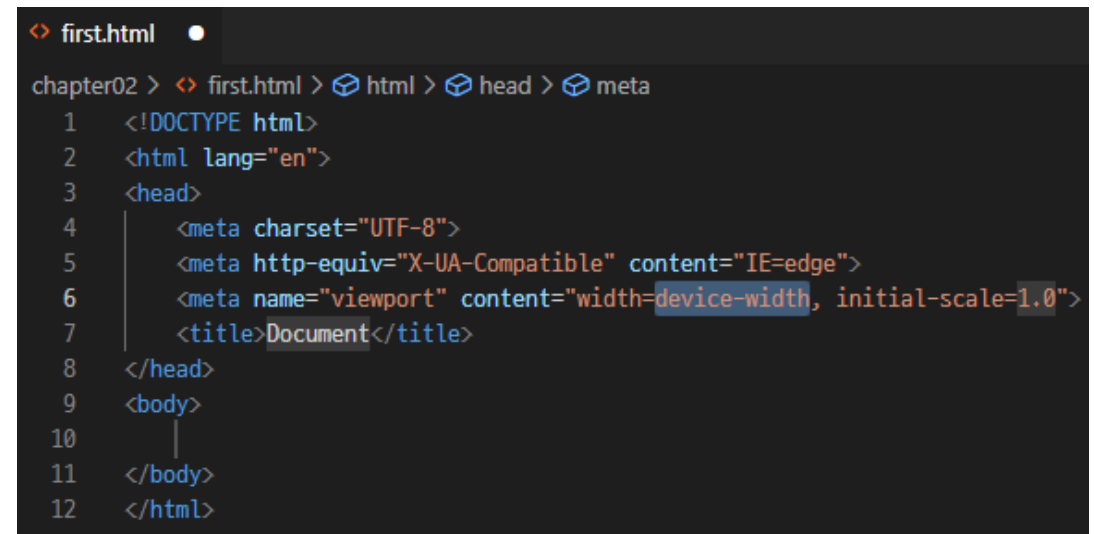 <> first.html ●
chapter02 > <> first.html > html > head > meta
1 <!DOCTYPE html>
2 <html lang="en">
3 <head>
4     <meta charset="UTF-8">
5     <meta http-equiv="X-UA-Compatible" content="IE=edge">
6     <meta name="viewport" content="width=device-width, initial-scale=1.0">
7     <title>Document</title>
8 </head>
9 <body>
10
11 </body>
12 </html>